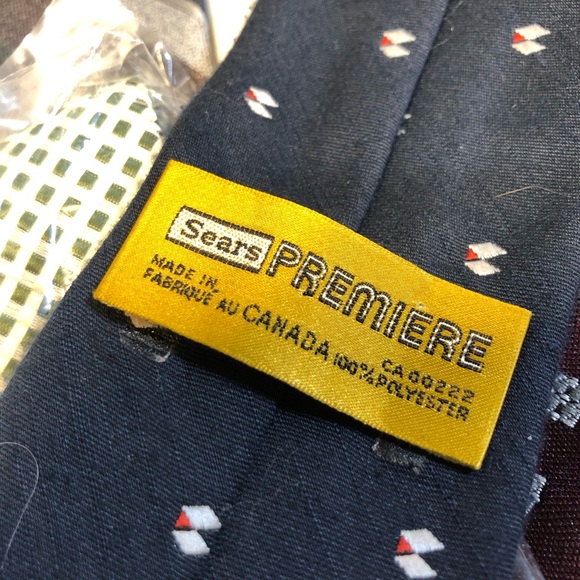 Sears PREMIERE
MADE IN
FABRIQUE AU CANADA
CA 00222
100% POLYESTER